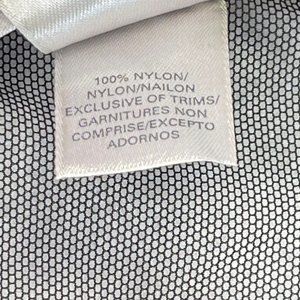 100% NYLON/
NYLON/NAILON
EXCLUSIVE OF TRIMS/
GARNITURES NON
COMPRISE/EXCEPTO
ADORNOS